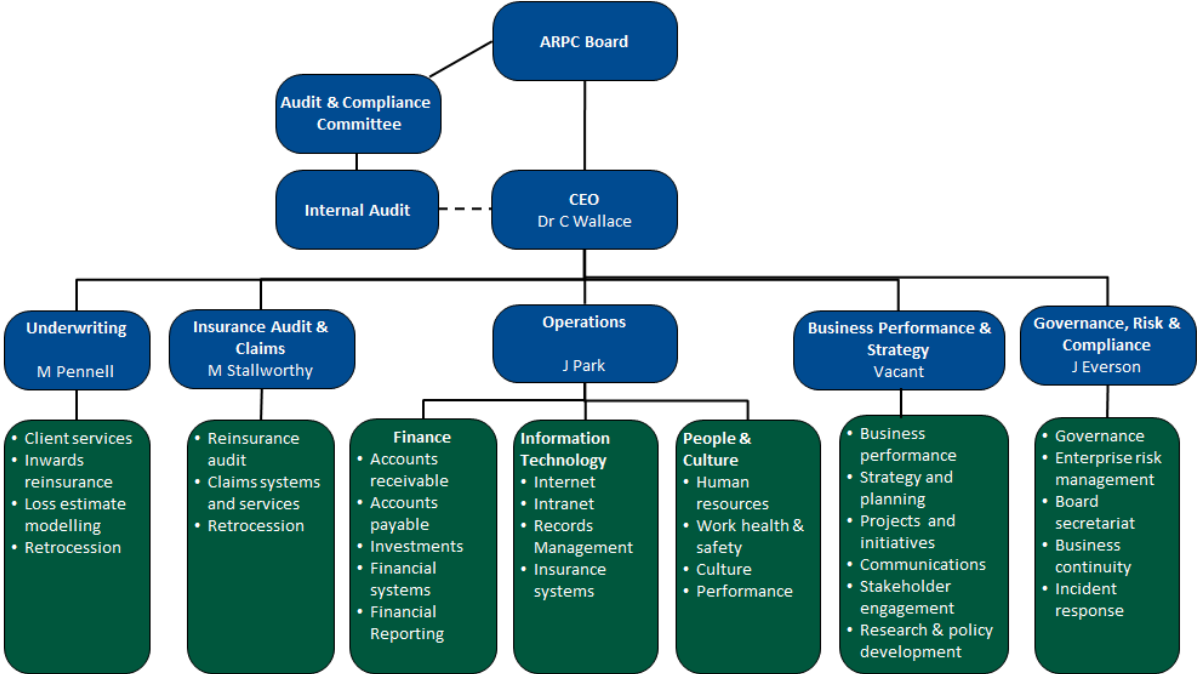 ARPC Board
Audit & Compliance
Committee
Internal Audit
CEO
Dr C Wallace
Underwriting
M Pennell
Insurance Audit &
Claims
M Stallworthy
Operations
J Park
Business Performance &
Strategy
Vacant
Governance, Risk &
Compliance
J Everson
• Client services
• Inwards
reinsurance
• Loss estimate
modelling
• Retrocession
• Reinsurance
audit
• Claims systems
and services
• Retrocession
Finance
• Accounts
receivable
• Accounts
payable
• Investments
• Financial
systems
• Financial
Reporting
Information
Technology
• Internet
• Intranet
• Records
Management
• Insurance
systems
People &
Culture
• Human
resources
• Work health &
safety
• Culture
• Performance
• Business
performance
• Strategy and
planning
• Projects and
initiatives
• Communications
• Stakeholder
engagement
• Research & policy
development
• Governance
• Enterprise risk
management
• Board
secretariat
• Business
continuity
• Incident
response